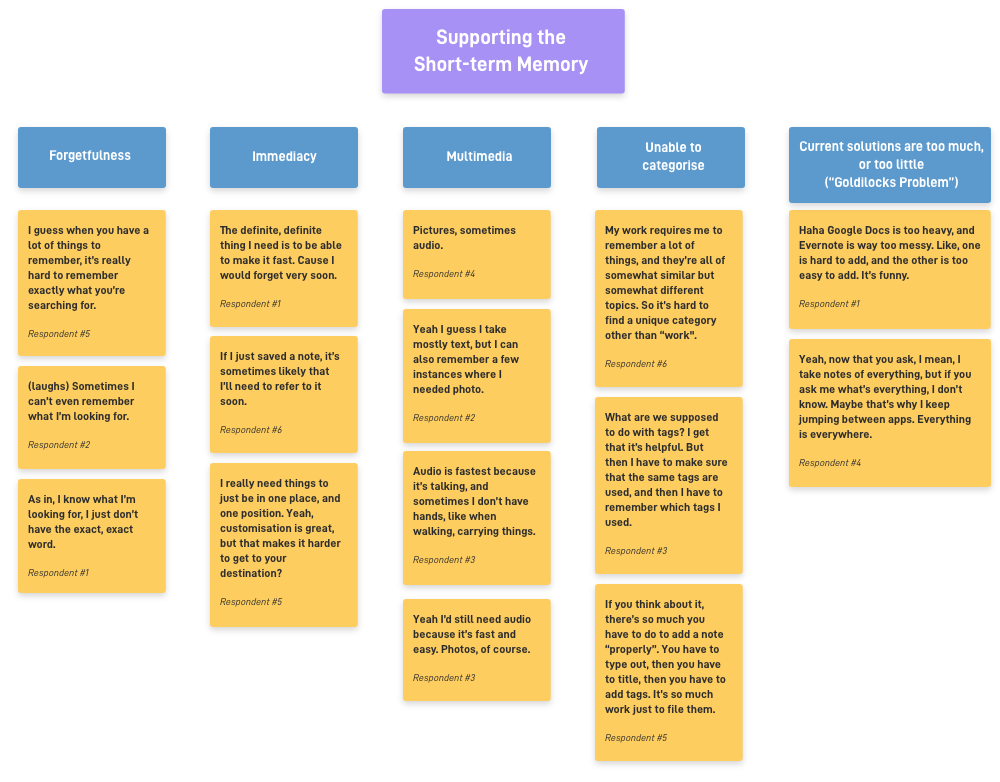 Supporting the
Short-term Memory
Forgetfulness
I guess when you have a
lot of things to
remember, it's really
hard to remember
exactly what you're
searching for.
Respondent #5
(laughs) Sometimes I
can't even remember
what I'm looking for.
Respondent #2
As in, I know what I'm
looking for, I just don't
have the exact, exact
word.
Respondent #1
Immediacy
The definite, definite
thing I need is to be able
to make it fast. Cause I
would forget very soon.
Respondent #1
If I just saved a note, it's
sometimes likely that
I'll need to refer to it
soon.
Respondent #6
I really need things to
just be in one place, and
one position. Yeah,
customisation is great,
but that makes it harder
to get to your
destination?
Respondent #5
Multimedia
Pictures, sometimes
audio.
Respondent #4
Yeah I guess I take
mostly text, but I can
also remember a few
instances where I
needed photo.
Respondent #2
Audio is fastest because
it's talking, and
sometimes I don't have
hands, like when
walking, carrying things.
Respondent #3
Yeah I'd still need audio
because it's fast and
easy. Photos, of course.
Respondent #3
Unable to
categorise
My work requires me to
remember a lot of
things, and they're all of
somewhat similar but
somewhat different
topics. So it's hard to
find a unique category
other than "work".
Respondent #6
What are we supposed
to do with tags? I get
that it's helpful. But
then I have to make sure
that the same tags are
used, and then I have to
remember which tags I
used.
Respondent #3
If you think about it,
there's so much you
have to do to add a note
"properly". You have to
type out, then you have
to title, then you have to
add tags. It's so much
work just to file them.
Respondent #5
Current solutions are too much,
or too little
("Goldilocks Problem")
Haha Google Docs is too heavy, and
Evernote is way too messy. Like, one
is hard to add, and the other is too
easy to add. It's funny.
Respondent #1
Yeah, now that you ask, I mean, I
take notes of everything, but if you
ask me what's everything, I don't
know. Maybe that's why I keep
jumping between apps. Everything
is everywhere.
Respondent #4